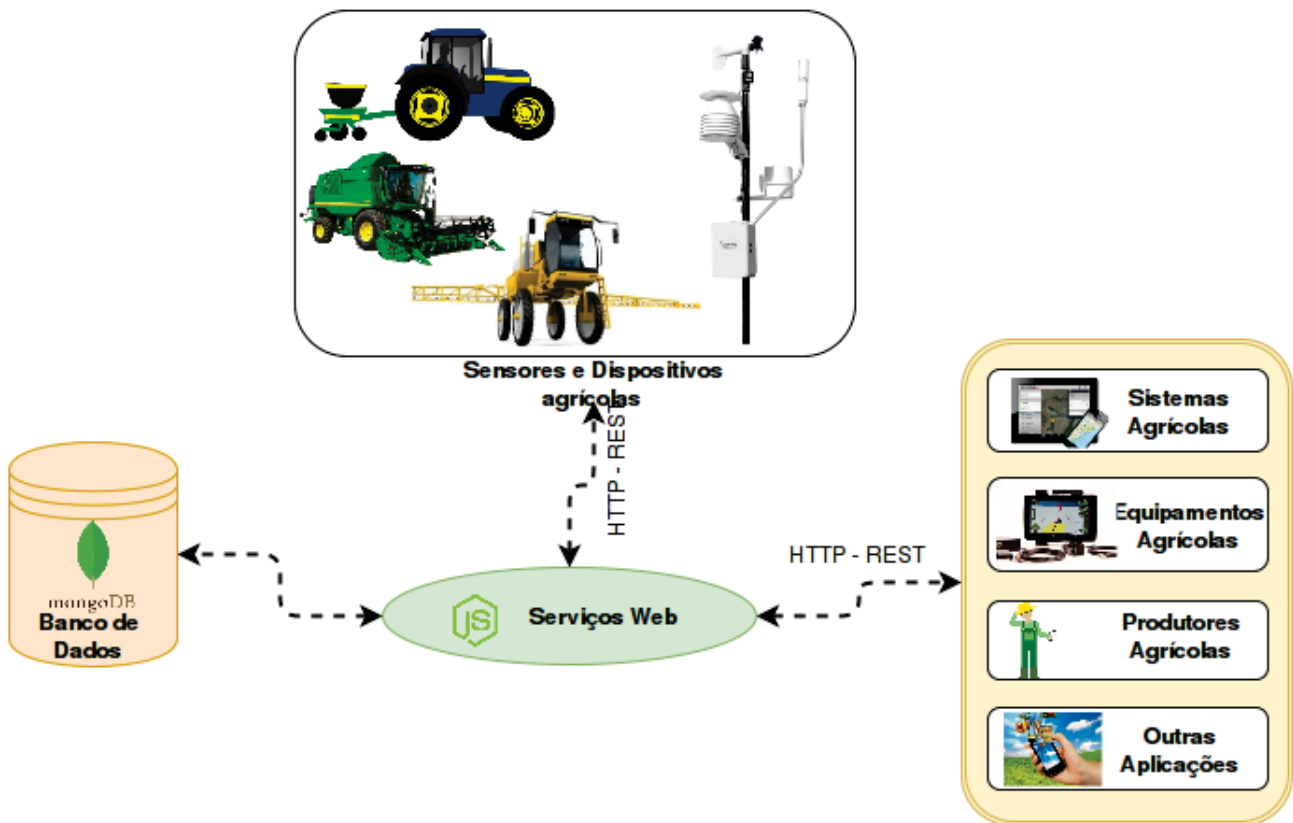 Sensores e Dispositivos
agrícolas
HTTP - REST
mongoDB
Banco de
Dados
JS
Serviços Web
HTTP - REST
Sistemas
Agrícolas
Equipamentos
Agrícolas
Produtores
Agrícolas
Outras
Aplicações